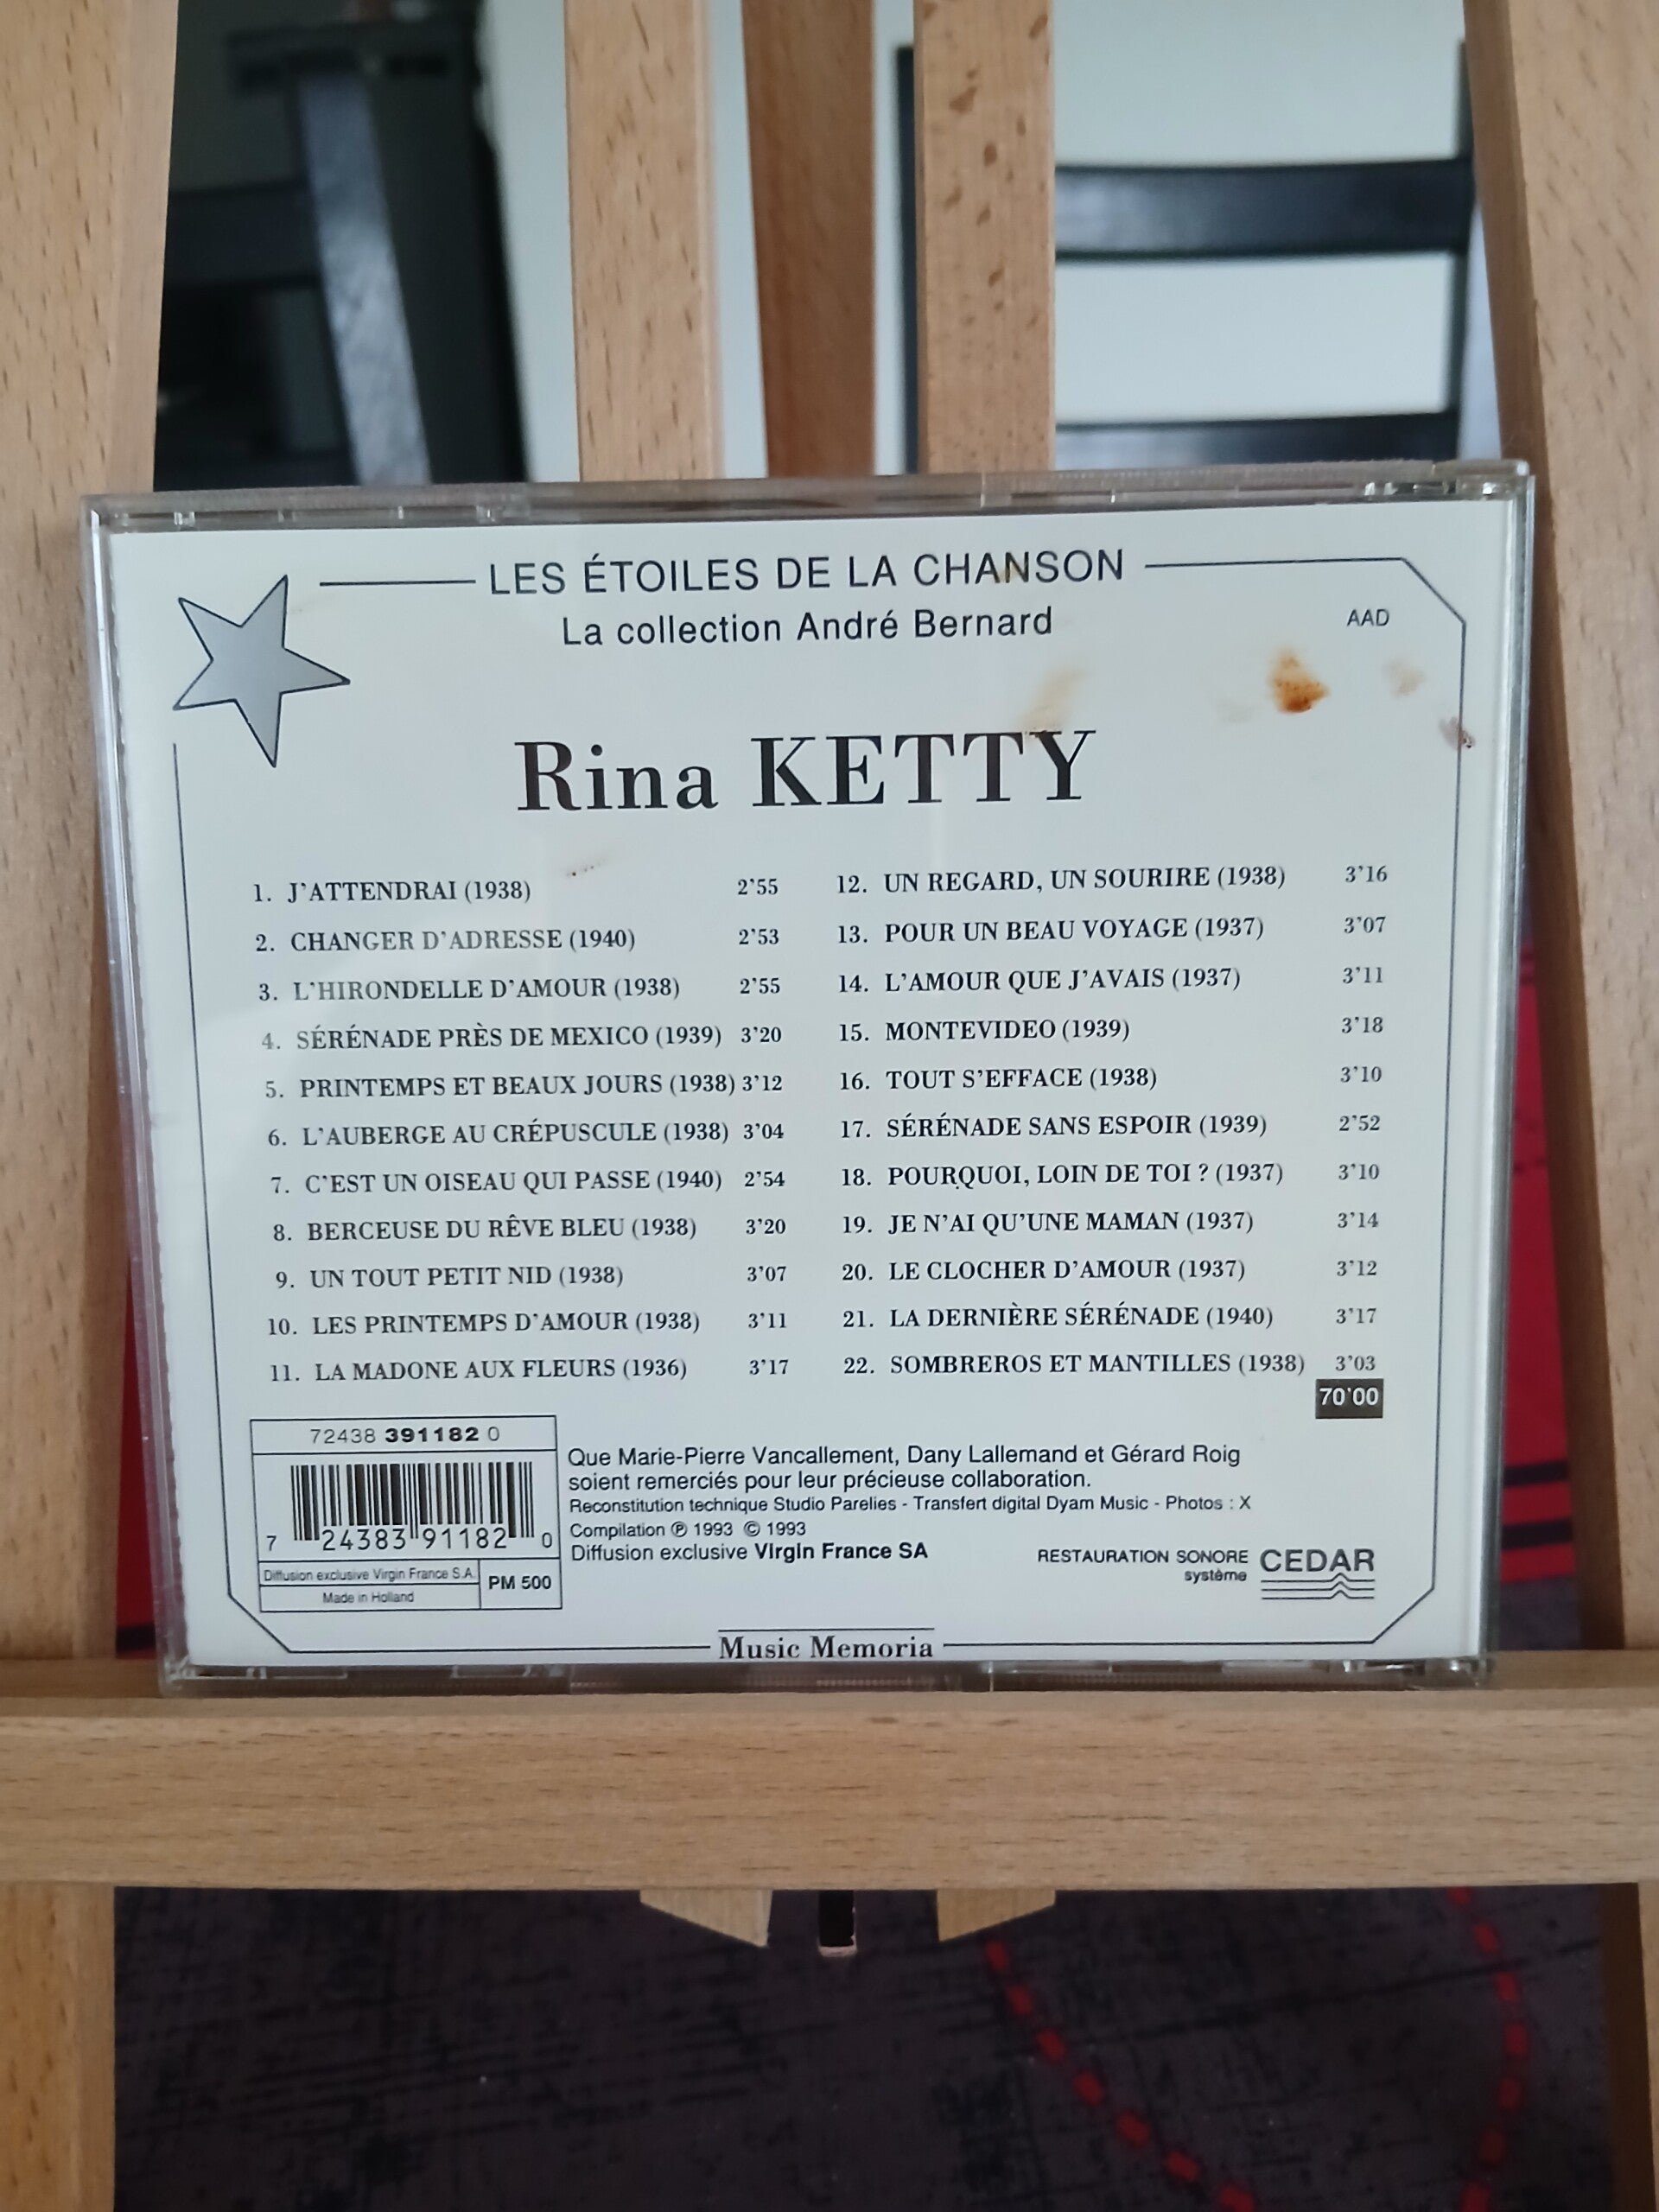 LES ÉTOILES DE LA CHANSON
La collection André Bernard
AAD
Rina KETTY
1. J'ATTENDRAI (1938) 2'55
2. CHANGER D'ADRESSE (1940) 2'53
3. L'HIRONDELLE D'AMOUR (1938) 2'55
4. SÉRÉNADE PRÈS DE MEXICO (1939) 3'20
5. PRINTEMPS ET BEAUX JOURS (1938) 3'12
6. L'AUBERGE AU CRÉPUSCULE (1938) 3'04
7. C'EST UN OISEAU QUI PASSE (1940) 2'54
8. BERCEUSE DU RÊVE BLEU (1938) 3'20
9. UN TOUT PETIT NID (1938) 3'07
10. LES PRINTEMPS D'AMOUR (1938) 3'11
11. LA MADONE AUX FLEURS (1936) 3'17
12. UN REGARD, UN SOURIRE (1938) 3'16
13. POUR UN BEAU VOYAGE (1937) 3'07
14. L'AMOUR QUE J'AVAIS (1937) 3'11
15. MONTEVIDEO (1939) 3'18
16. TOUT S'EFFACE (1938) 3'10
17. SÉRÉNADE SANS ESPOIR (1939) 2'52
18. POURQUOI, LOIN DE TOI ? (1937) 3'10
19. JE N'AI QU'UNE MAMAN (1937) 3'14
20. LE CLOCHER D'AMOUR (1937) 3'12
21. LA DERNIÈRE SÉRÉNADE (1940) 3'17
22. SOMBREROS ET MANTILLES (1938) 3'03
70'00
72438 391182 0
7 24383 91182 0
Diffusion exclusive Virgin France S.A.
Made in Holland
PM 500
Que Marie-Pierre Vancallement, Dany Lallemand et Gérard Roig
soient remerciés pour leur précieuse collaboration.
Reconstitution technique Studio Parelies - Transfert digital Dyam Music - Photos : X
Compilation ℗ 1993 © 1993
Diffusion exclusive Virgin France SA
RESTAURATION SONORE
système
CEDAR
Music Memoria